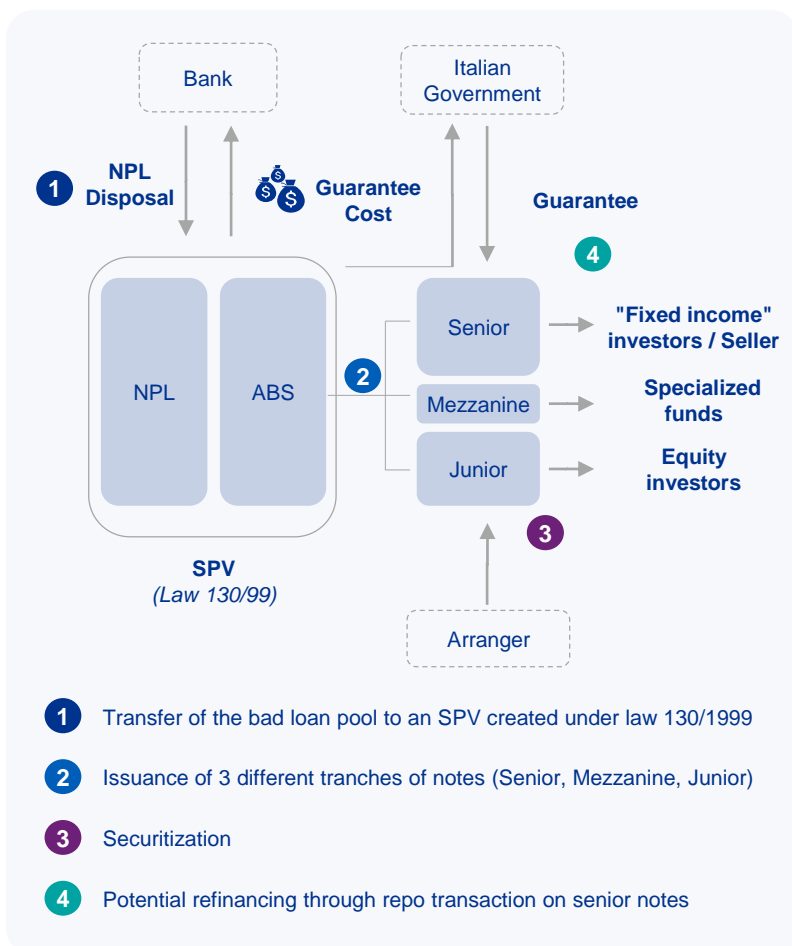 Bank
Italian
Government
1
NPL
Disposal
$
$
$
Guarantee
Cost
Guarantee
4
NPL
ABS
2
Senior
"Fixed income"
investors / Seller
Mezzanine
Specialized
funds
Junior
Equity
investors
3
SPV
(Law 130/99)
Arranger
1 Transfer of the bad loan pool to an SPV created under law 130/1999
2 Issuance of 3 different tranches of notes (Senior, Mezzanine, Junior)
3 Securitization
4 Potential refinancing through repo transaction on senior notes